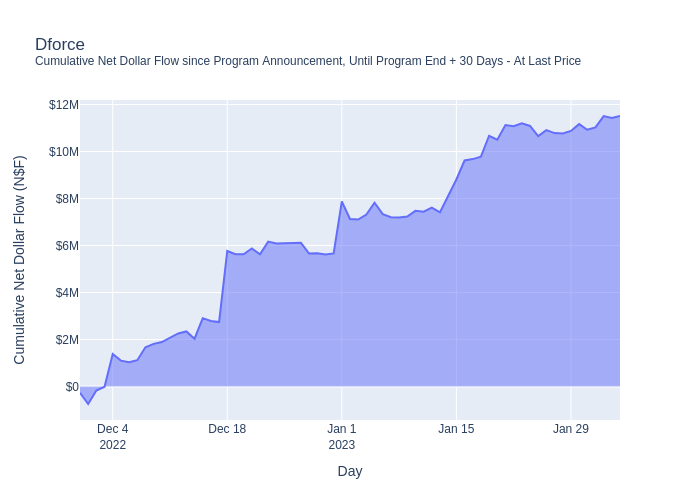 Dforce
Cumulative Net Dollar Flow since Program Announcement, Until Program End + 30 Days - At Last Price
Cumulative Net Dollar Flow (N$F)
$12M
$10M
$8M
$6M
$4M
$2M
$0
Dec 4
2022
Dec 18
Jan 1
2023
Jan 15
Jan 29
Day